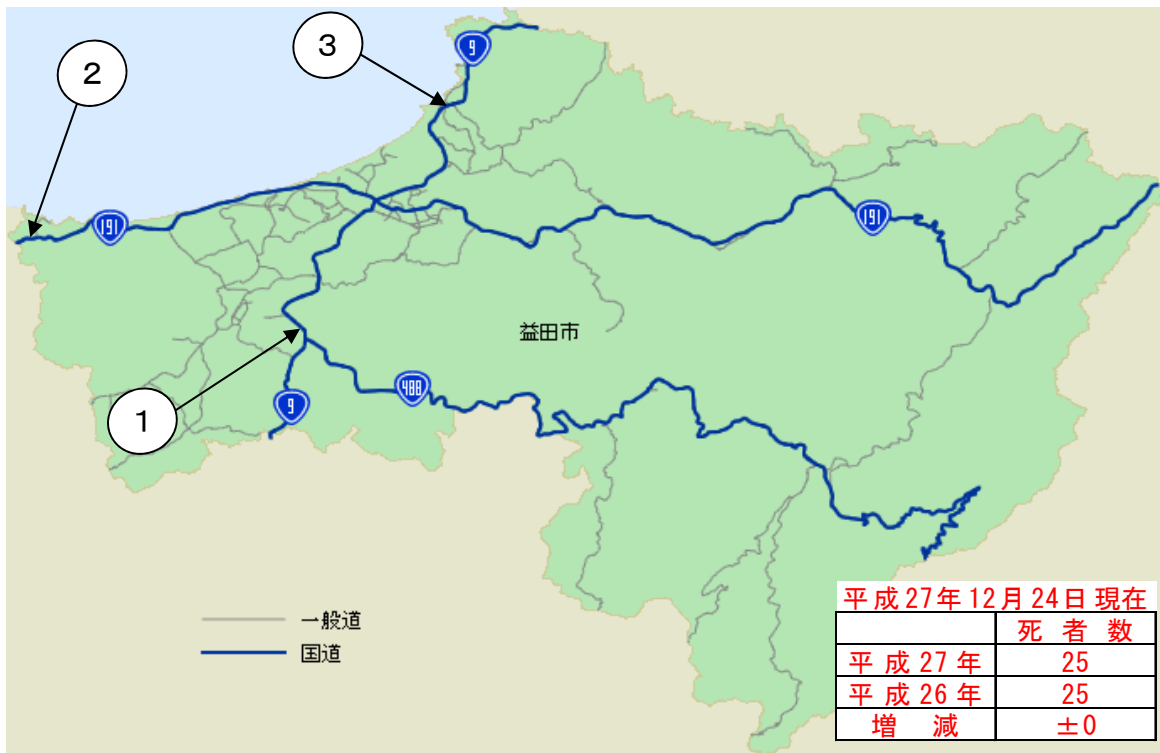 3
9
2
191
191
益田市
1
9
488
一般道
国道
平成27年12月24日現在
死者数
平成27年 25
平成26年 25
増減 ±0